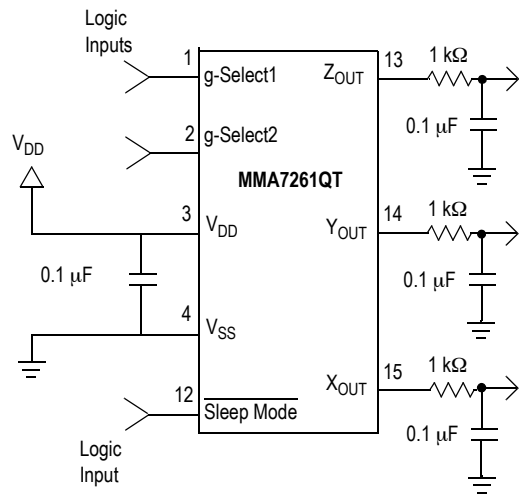 Logic
Inputs
1
g-Select1
2
g-Select2
V_DD
3
V_DD
0.1 μF
4
V_SS
12
Sleep Mode
Logic
Input
MMA7261QT
Z_OUT
13
1 kΩ
0.1 μF
Y_OUT
14
1 kΩ
0.1 μF
X_OUT
15
1 kΩ
0.1 μF